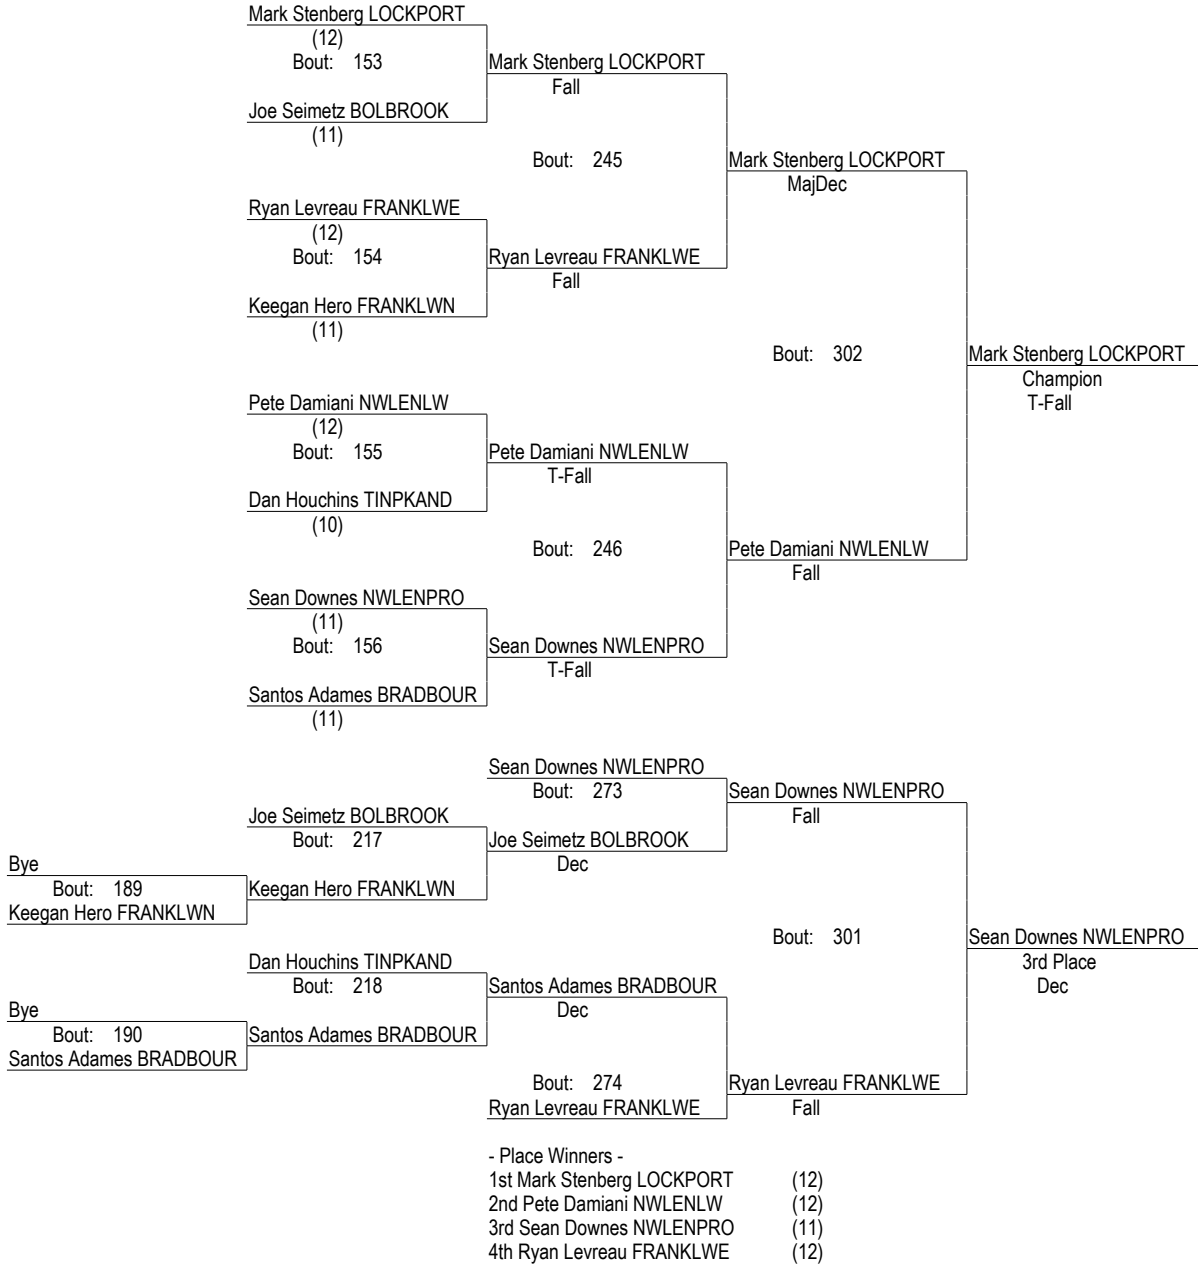 Mark Stenberg LOCKPORT
(12)
Bout: 153
Mark Stenberg LOCKPORT
Fall
Joe Seimetz BOLBROOK
(11)
Bout: 245
Mark Stenberg LOCKPORT
MajDec
Ryan Levreau FRANKLWE
(12)
Bout: 154
Ryan Levreau FRANKLWE
Fall
Keegan Hero FRANKLWN
(11)
Bout: 302
Mark Stenberg LOCKPORT
Champion
T-Fall
Pete Damiani NWLENLW
(12)
Bout: 155
Pete Damiani NWLENLW
T-Fall
Dan Houchins TINPKAND
(10)
Bout: 246
Pete Damiani NWLENLW
Fall
Sean Downes NWLENPRO
(11)
Bout: 156
Sean Downes NWLENPRO
T-Fall
Santos Adames BRADBOUR
(11)
Sean Downes NWLENPRO
Bout: 273
Sean Downes NWLENPRO
Fall
Joe Seimetz BOLBROOK
Bout: 217
Joe Seimetz BOLBROOK
Dec
Bye
Bout: 189
Keegan Hero FRANKLWN
Keegan Hero FRANKLWN
Bout: 301
Sean Downes NWLENPRO
3rd Place
Dec
Dan Houchins TINPKAND
Bout: 218
Santos Adames BRADBOUR
Dec
Bye
Bout: 190
Santos Adames BRADBOUR
Santos Adames BRADBOUR
Bout: 274
Ryan Levreau FRANKLWE
Fall
Ryan Levreau FRANKLWE
- Place Winners -
1st Mark Stenberg LOCKPORT (12)
2nd Pete Damiani NWLENLW (12)
3rd Sean Downes NWLENPRO (11)
4th Ryan Levreau FRANKLWE (12)